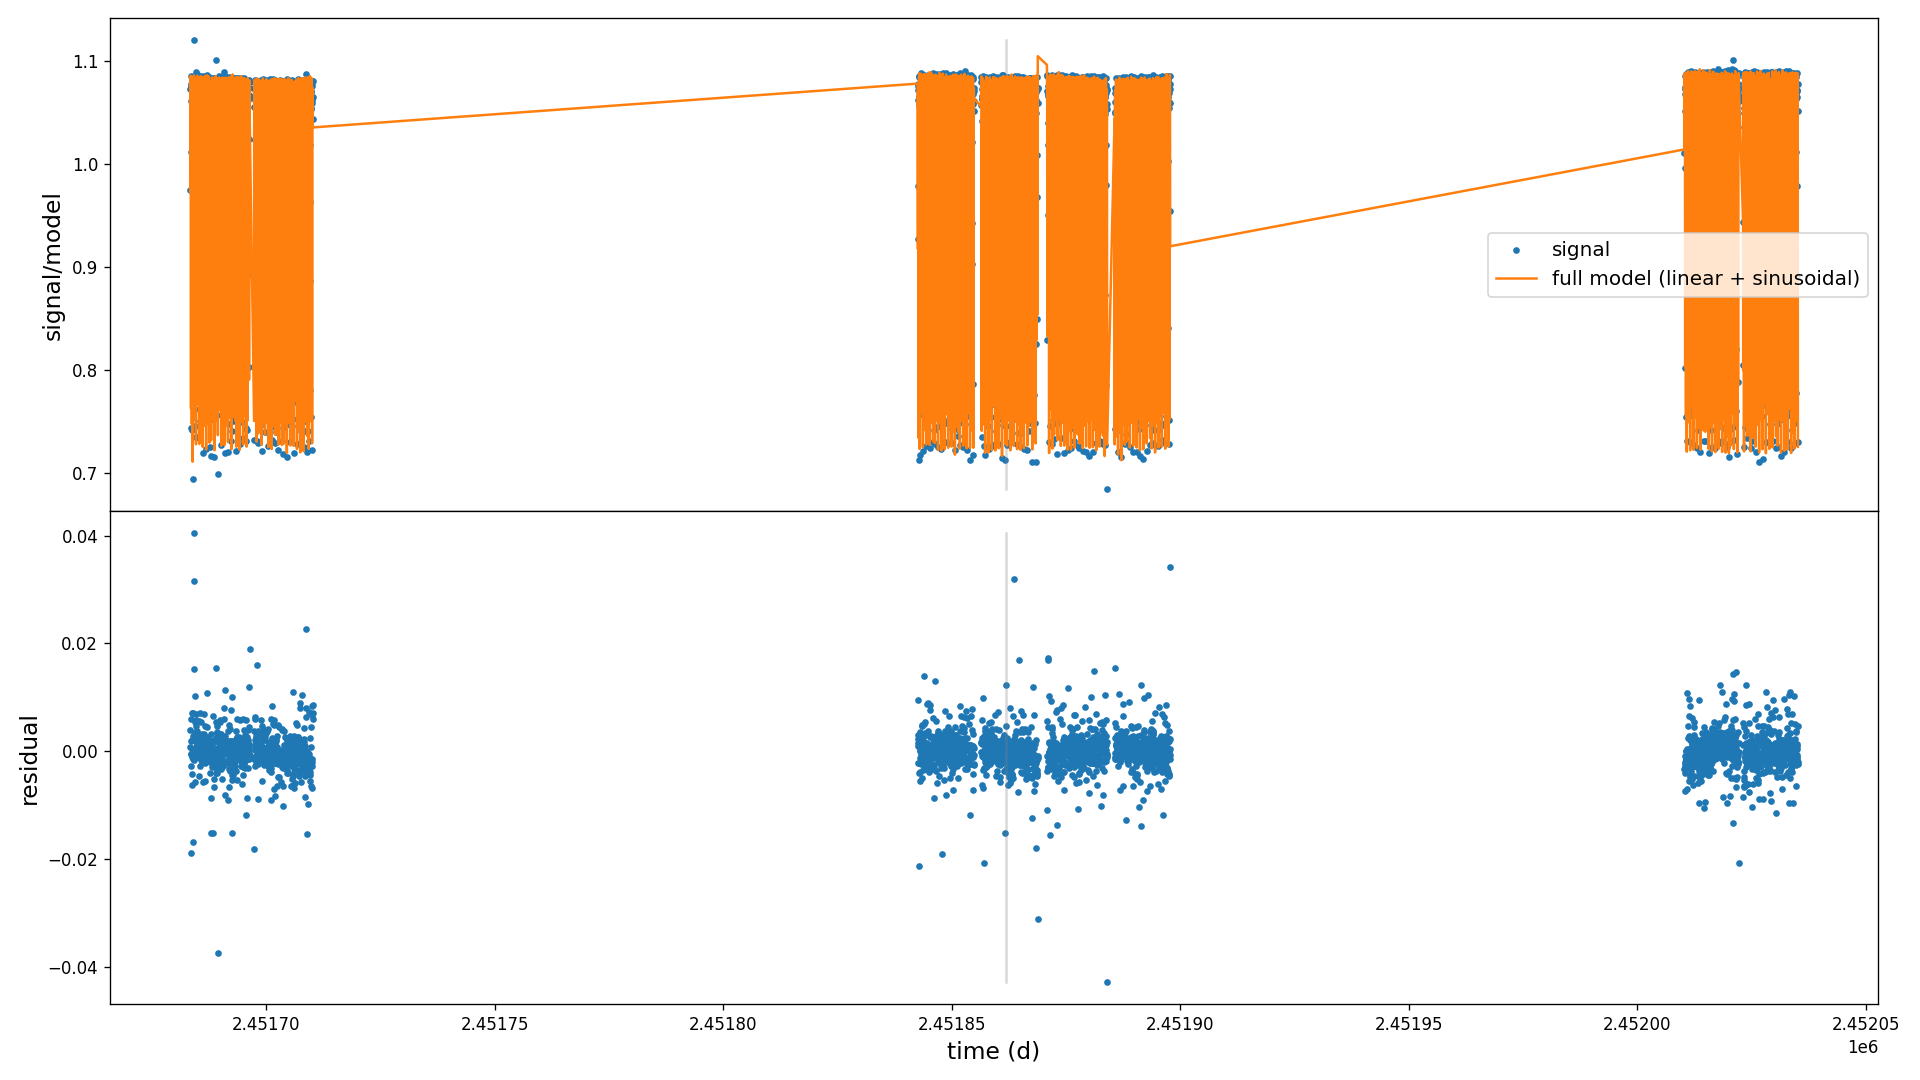 1.1
1.0
0.9
0.8
0.7
signal/model
signal
full model (linear + sinusoidal)
0.04
0.02
0.00
−0.02
−0.04
residual
2.45170 2.45175 2.45180 2.45185 2.45190 2.45195 2.45200 2.45205
1e6
time (d)